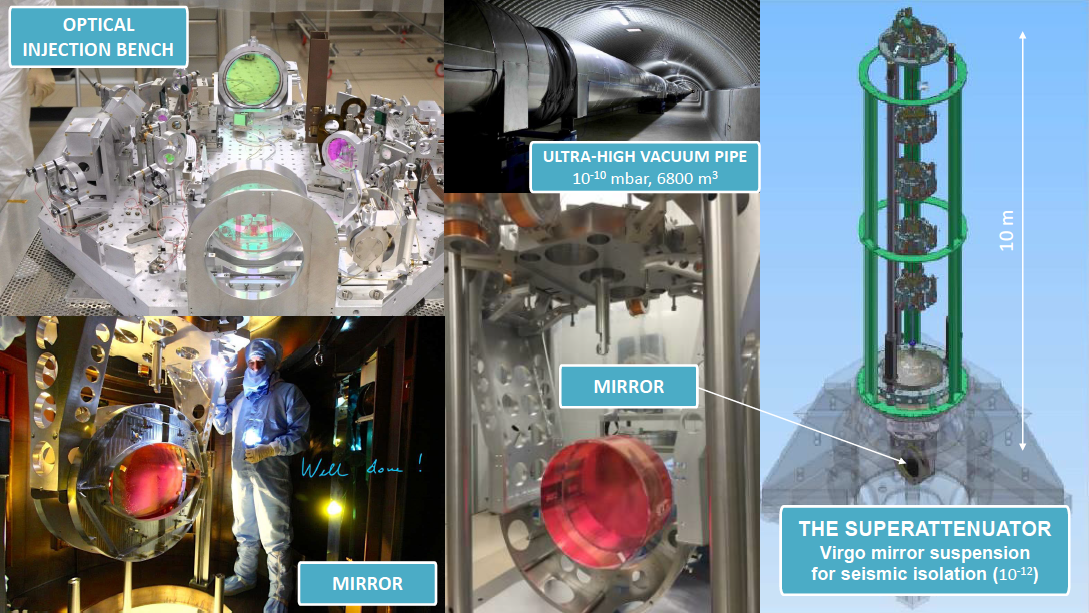 OPTICAL
INJECTION BENCH
ULTRA-HIGH VACUUM PIPE
10⁻¹⁰ mbar, 6800 m³
10 m
MIRROR
Well done !
MIRROR
THE SUPERATTENUATOR
Virgo mirror suspension
for seismic isolation (10⁻¹²)